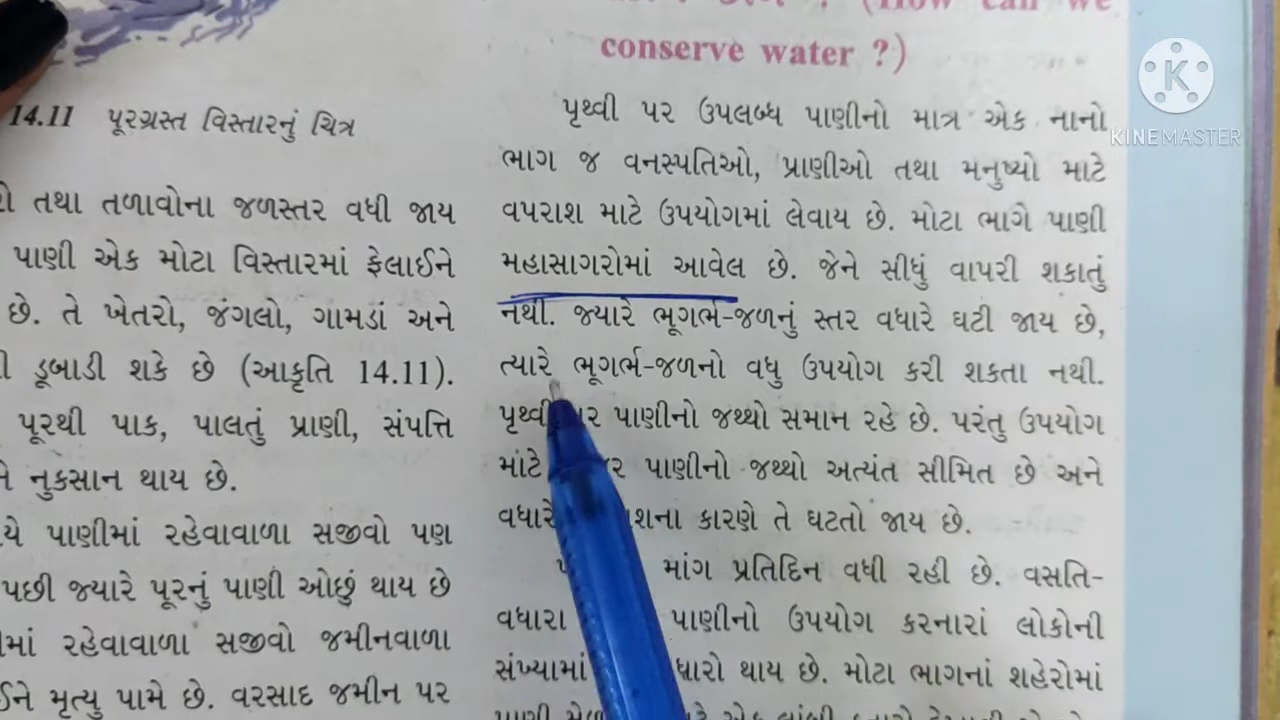 (How can we
conserve water ?)
14.11 પૂરગ્રસ્ત વિસ્તારનું ચિત્ર
તથા તળાવોના જળસ્તર વધી જાય
પાણી એક મોટા વિસ્તારમાં ફેલાઈને
છે. તે ખેતરો, જંગલો, ગામડાં અને
ડૂબાડી શકે છે (આકૃતિ 14.11).
પૂરથી પાક, પાલતું પ્રાણી, સંપત્તિ
નુકસાન થાય છે.
પાણીમાં રહેવાવાળા સજીવો પણ
પછી જ્યારે પૂરનું પાણી ઓછું થાય છે
રહેવાવાળા સજીવો જમીનવાળા
મૃત્યુ પામે છે. વરસાદ જમીન પર
પૃથ્વી પર ઉપલબ્ધ પાણીનો માત્ર એક નાનો
ભાગ જ વનસ્પતિઓ, પ્રાણીઓ તથા મનુષ્યો માટે
વપરાશ માટે ઉપયોગમાં લેવાય છે. મોટા ભાગે પાણી
મહાસાગરોમાં આવેલ છે. જેને સીધું વાપરી શકાતું
નથી. જ્યારે ભૂગર્ભ-જળનું સ્તર વધારે ઘટી જાય છે,
ત્યારે ભૂગર્ભ-જળનો વધુ ઉપયોગ કરી શકતા નથી.
પૃથ્વી પર પાણીનો જથ્થો સમાન રહે છે. પરંતુ ઉપયોગ
માટે પાણીનો જથ્થો અત્યંત સીમિત છે અને
વધારે કારણે તે ઘટતો જાય છે.
માંગ પ્રતિદિન વધી રહી છે. વસતિ-
વધારા પાણીનો ઉપયોગ કરનારાં લોકોની
સંખ્યામાં થાય છે. મોટા ભાગનાં શહેરોમાં
KINEMASTER